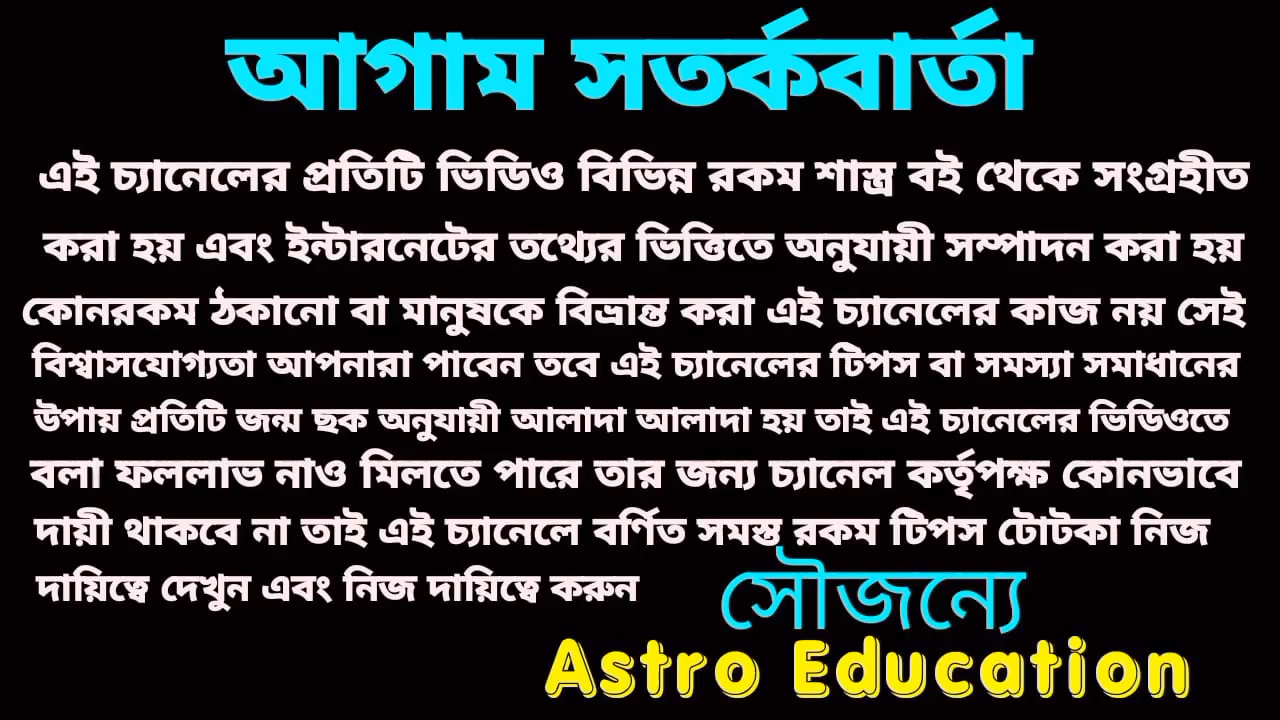 আগাম সতর্কবার্তা
এই চ্যানেলের প্রতিটি ভিডিও বিভিন্ন রকম শাস্ত্র বই থেকে সংগ্রহীত
করা হয় এবং ইন্টারনেটের তথ্যের ভিত্তিতে অনুযায়ী সম্পাদন করা হয়
কোনরকম ঠকানো বা মানুষকে বিভ্রান্ত করা এই চ্যানেলের কাজ নয় সেই
বিশ্বাসযোগ্যতা আপনারা পাবেন তবে এই চ্যানেলের টিপস বা সমস্যা সমাধানের
উপায় প্রতিটি জন্ম ছক অনুযায়ী আলাদা আলাদা হয় তাই এই চ্যানেলের ভিডিওতে
বলা ফললাভ নাও মিলতে পারে তার জন্য চ্যানেল কর্তৃপক্ষ কোনভাবে
দায়ী থাকবে না তাই এই চ্যানেলে বর্ণিত সমস্ত রকম টিপস টোটকা নিজ
দায়িত্বে দেখুন এবং নিজ দায়িত্বে করুন
সৌজন্যে
Astro Education